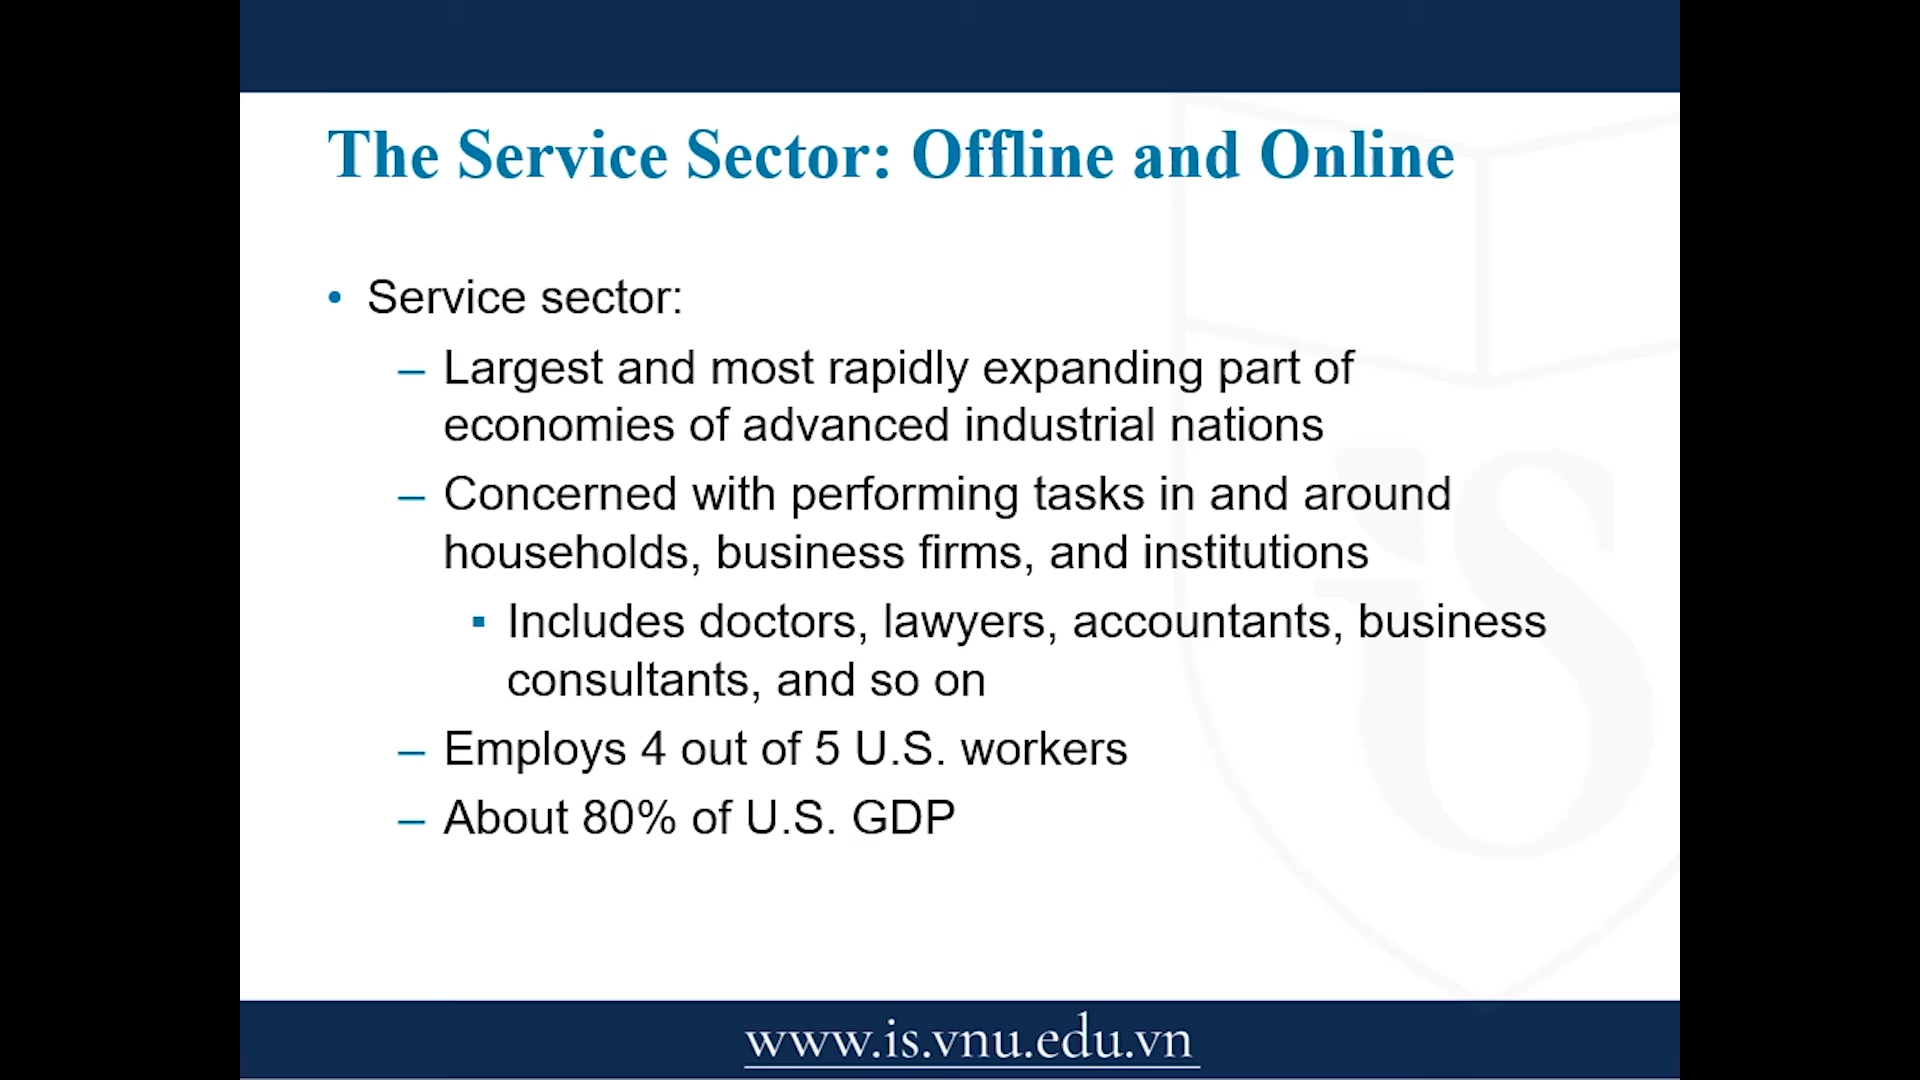 The Service Sector: Offline and Online
• Service sector:
– Largest and most rapidly expanding part of
economies of advanced industrial nations
– Concerned with performing tasks in and around
households, business firms, and institutions
▪ Includes doctors, lawyers, accountants, business
consultants, and so on
– Employs 4 out of 5 U.S. workers
– About 80% of U.S. GDP
iS
www.is.vnu.edu.vn